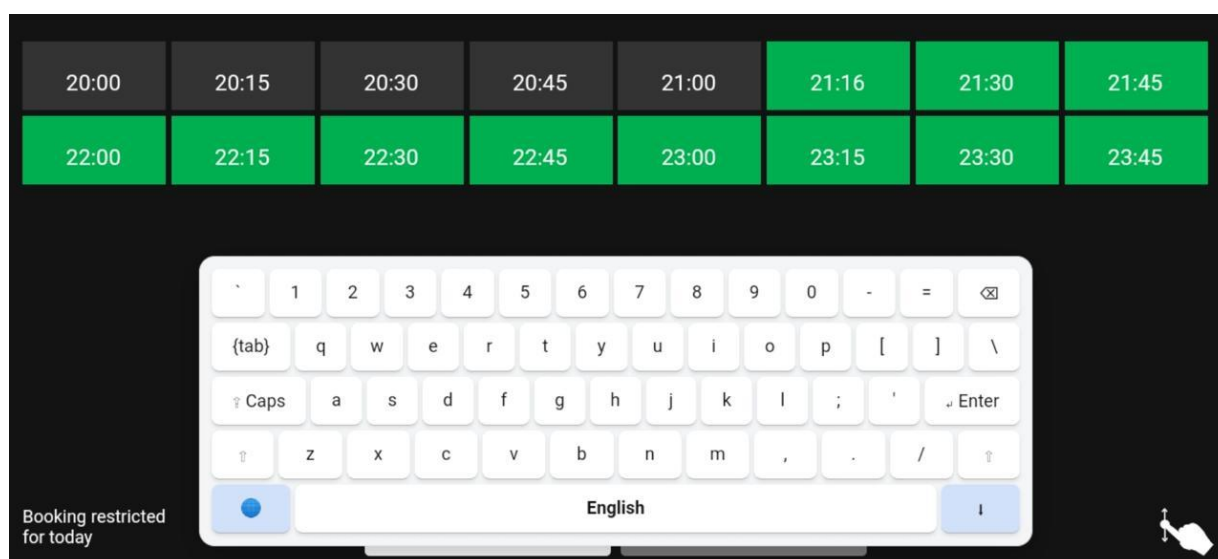 20:00 20:15 20:30 20:45 21:00 21:16 21:30 21:45
22:00 22:15 22:30 22:45 23:00 23:15 23:30 23:45
` 1 2 3 4 5 6 7 8 9 0 - = ⌫
{tab} q w e r t y u i o p [ ] \
⇪ Caps a s d f g h j k l ; ' ↵ Enter
⇧ z x c v b n m , . / ⇧
English ⭣
Booking restricted
for today